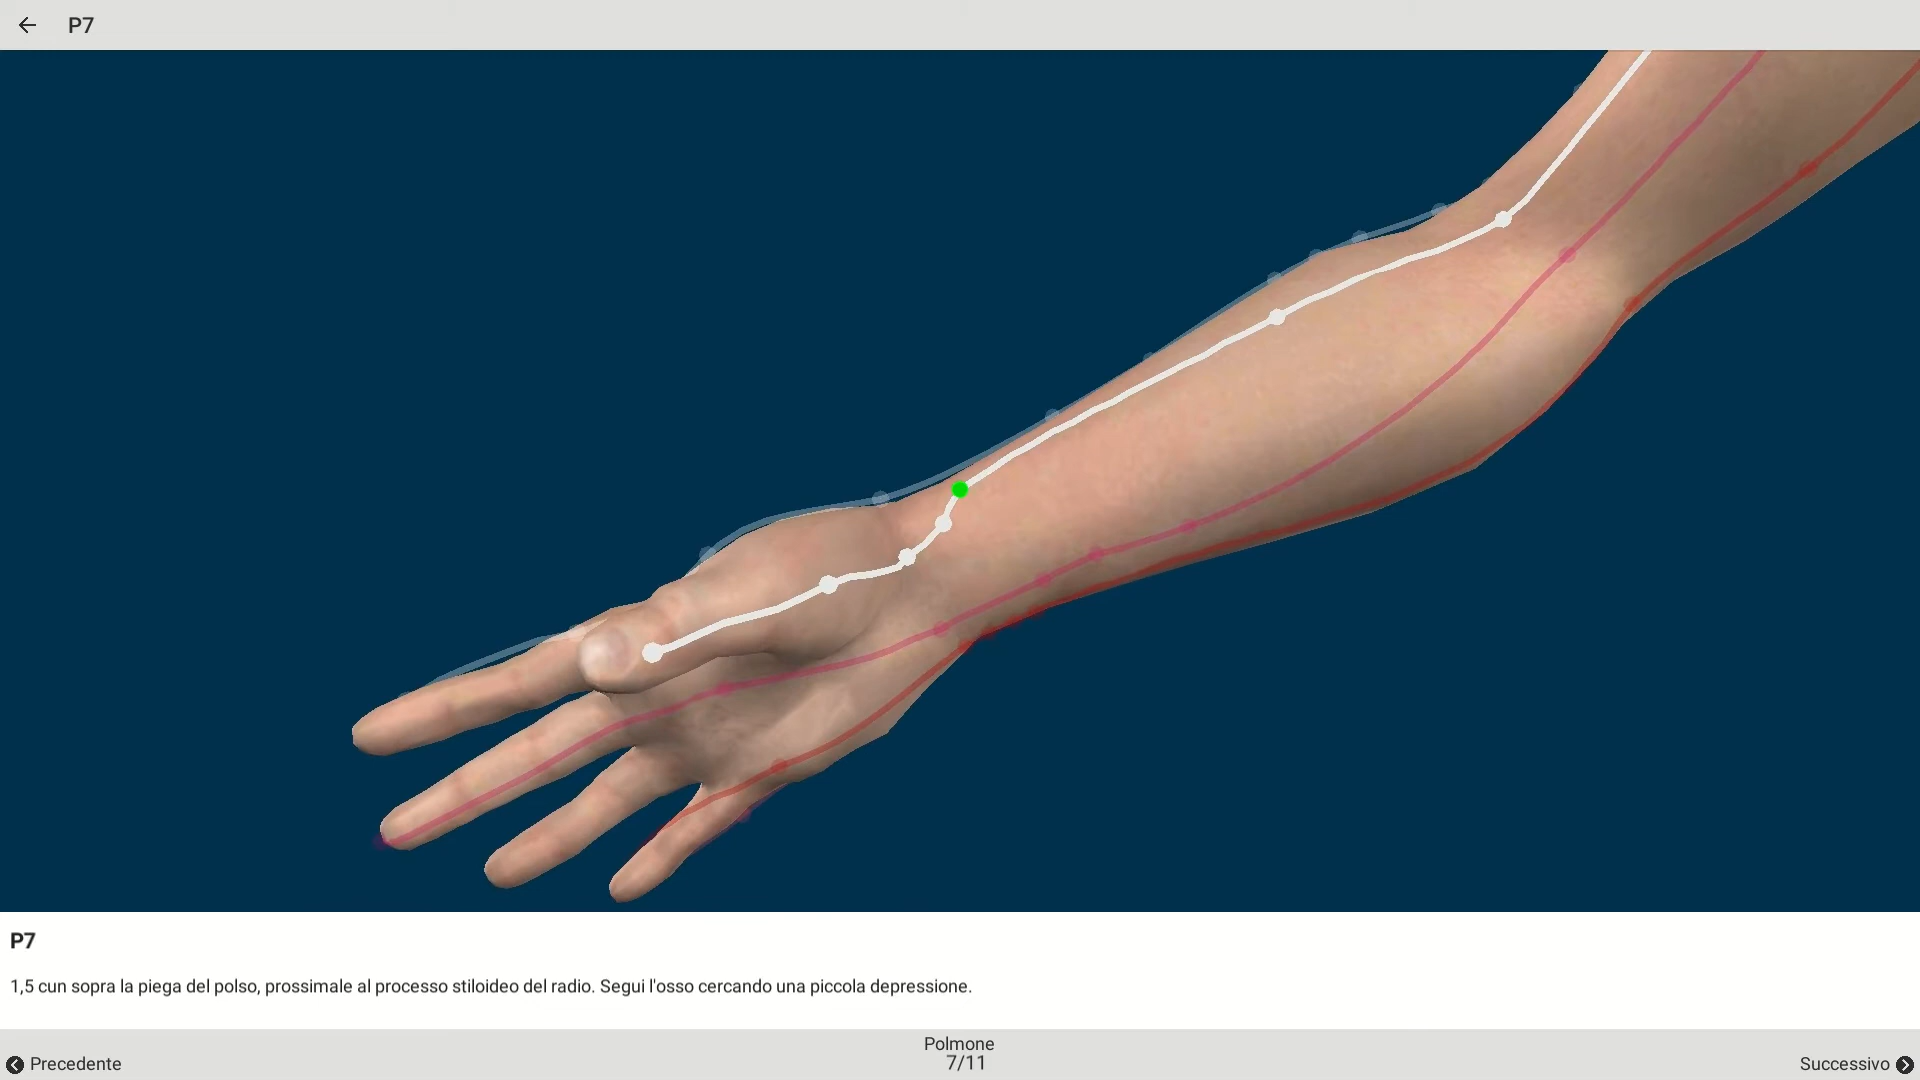 P7
P7
1,5 cun sopra la piega del polso, prossimale al processo stiloideo del radio. Segui l'osso cercando una piccola depressione.
Polmone
7/11
Precedente
Successivo